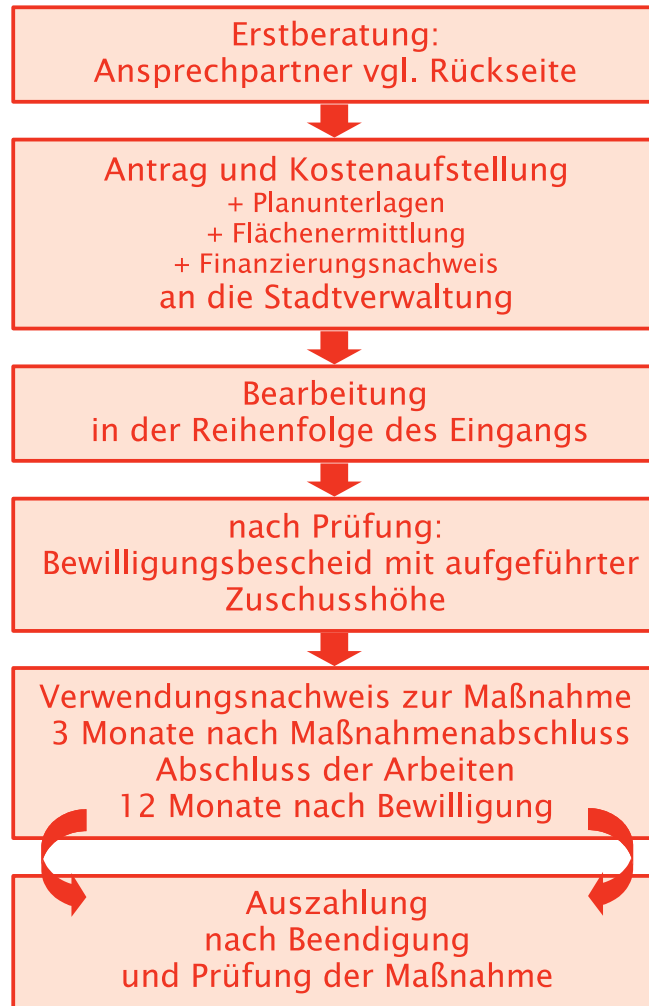 Erstberatung:
Ansprechpartner vgl. Rückseite
Antrag und Kostenaufstellung
+ Planunterlagen
+ Flächenermittlung
+ Finanzierungsnachweis
an die Stadtverwaltung
Bearbeitung
in der Reihenfolge des Eingangs
nach Prüfung:
Bewilligungsbescheid mit aufgeführter
Zuschusshöhe
Verwendungsnachweis zur Maßnahme
3 Monate nach Maßnahmenabschluss
Abschluss der Arbeiten
12 Monate nach Bewilligung
Auszahlung
nach Beendigung
und Prüfung der Maßnahme